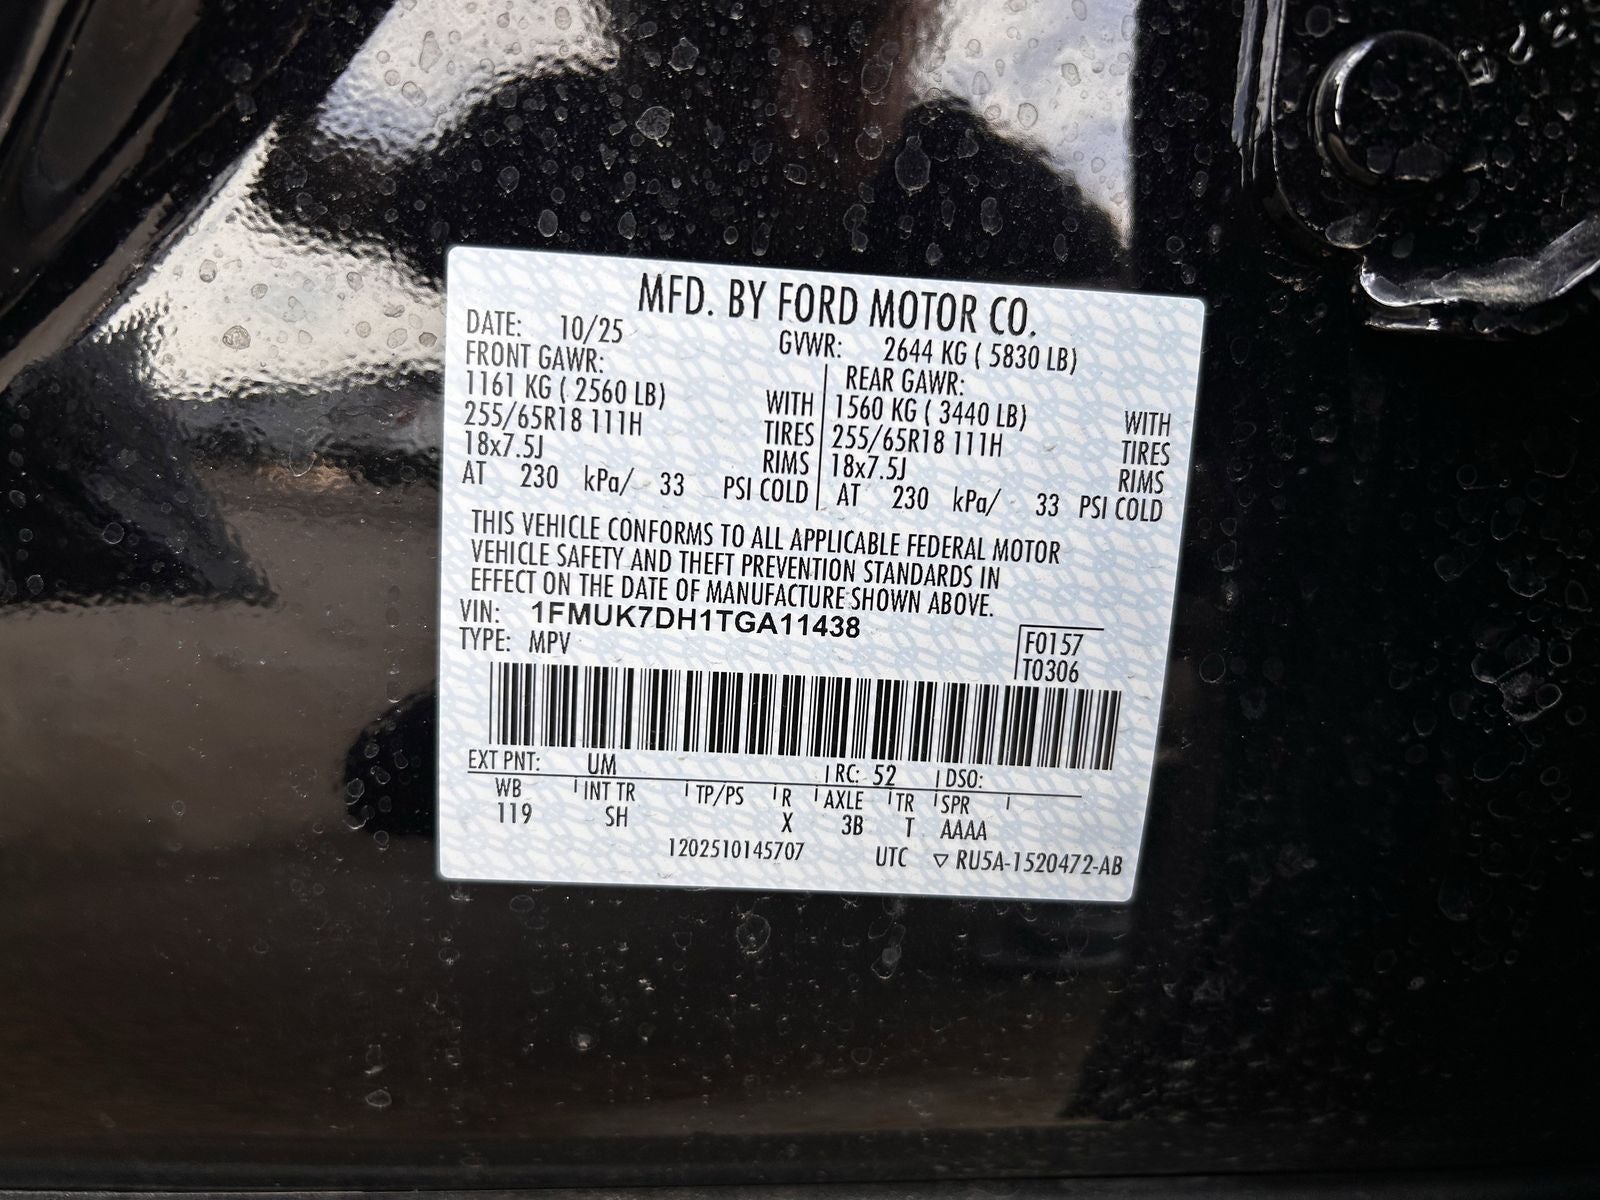 MFD. BY FORD MOTOR CO.
DATE: 10/25 GVWR: 2644 KG ( 5830 LB)
FRONT GAWR: REAR GAWR:
1161 KG ( 2560 LB) WITH 1560 KG ( 3440 LB) WITH
255/65R18 111H TIRES 255/65R18 111H TIRES
18x7.5J RIMS 18x7.5J RIMS
AT 230 kPa/ 33 PSI COLD AT 230 kPa/ 33 PSI COLD
THIS VEHICLE CONFORMS TO ALL APPLICABLE FEDERAL MOTOR
VEHICLE SAFETY AND THEFT PREVENTION STANDARDS IN
EFFECT ON THE DATE OF MANUFACTURE SHOWN ABOVE.
VIN: 1FMUK7DH1TGA11438
TYPE: MPV
F0157
T0306
EXT PNT: UM RC: 52 DSO:
WB INT TR TP/PS R AXLE TR SPR
119 SH X 3B T AAAA
1202510145707 UTC ▽ RU5A-1520472-AB